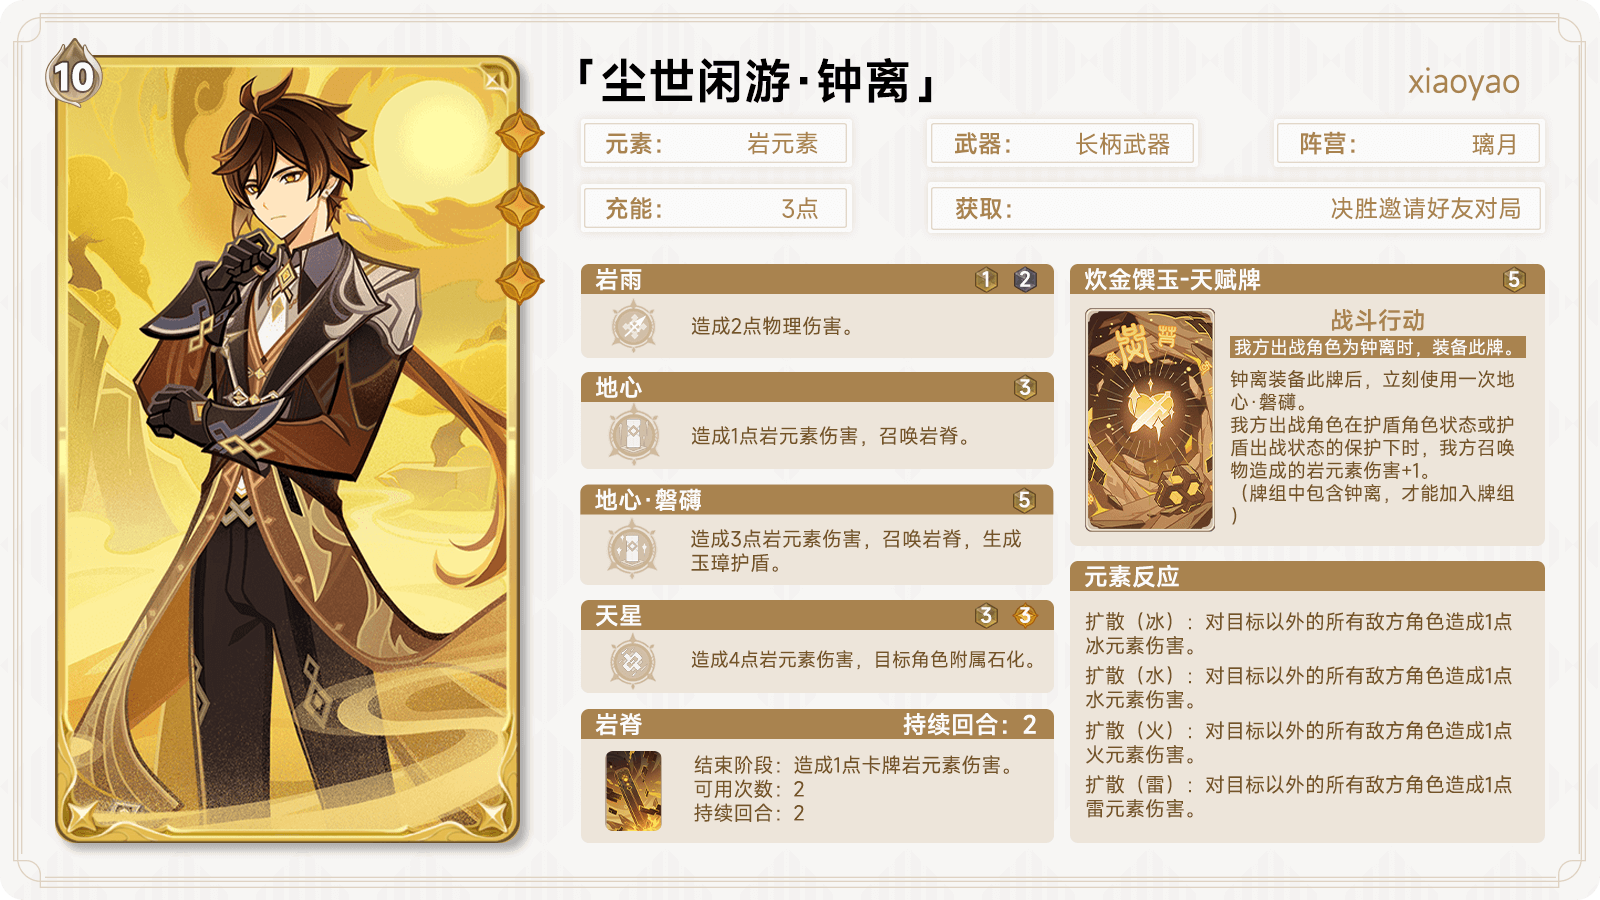 10
「尘世闲游·钟离」
xiaoyao
元素： 岩元素
武器： 长柄武器
阵营： 璃月
充能： 3点
获取： 决胜邀请好友对局
岩雨 1 2
造成2点物理伤害。
地心 3
造成1点岩元素伤害，召唤岩脊。
地心·磐礴 5
造成3点岩元素伤害，召唤岩脊，生成
玉璋护盾。
天星 3 3
造成4点岩元素伤害，目标角色附属石化。
岩脊 持续回合：2
结束阶段：造成1点卡牌岩元素伤害。
可用次数：2
持续回合：2
炊金馔玉-天赋牌 5
战斗行动
我方出战角色为钟离时，装备此牌。
钟离装备此牌后，立刻使用一次地
心·磐礴。
我方出战角色在护盾角色状态或护
盾出战状态的保护下时，我方召唤
物造成的岩元素伤害+1。
（牌组中包含钟离，才能加入牌组
）
元素反应
扩散（冰）：对目标以外的所有敌方角色造成1点
冰元素伤害。
扩散（水）：对目标以外的所有敌方角色造成1点
水元素伤害。
扩散（火）：对目标以外的所有敌方角色造成1点
火元素伤害。
扩散（雷）：对目标以外的所有敌方角色造成1点
雷元素伤害。